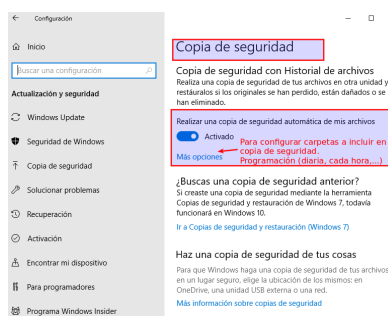 Configuración
Inicio
Buscar una configuración
Actualización y seguridad
Windows Update
Seguridad de Windows
Copia de seguridad
Solucionar problemas
Recuperación
Activación
Encontrar mi dispositivo
Para programadores
Programa Windows Insider
Copia de seguridad
Copia de seguridad con Historial de archivos
Realiza una copia de seguridad de tus archivos en otra unidad y
restáuralos si los originales se han perdido, están dañados o se
han eliminado.
Realizar una copia de seguridad automática de mis archivos
Activado
Para configurar carpetas a incluir en
copia de seguridad.
Más opciones
Programación (diaria, cada hora,...)
¿Buscas una copia de seguridad anterior?
Si creaste una copia de seguridad mediante la herramienta
Copias de seguridad y restauración de Windows 7, todavía
funcionará en Windows 10.
Ir a Copias de seguridad y restauración (Windows 7)
Haz una copia de seguridad de tus cosas
Para que Windows haga una copia de seguridad de tus archivos
en un lugar seguro, elige la ubicación de los mismos: en
OneDrive, una unidad USB externa o una red.
Más información sobre copias de seguridad